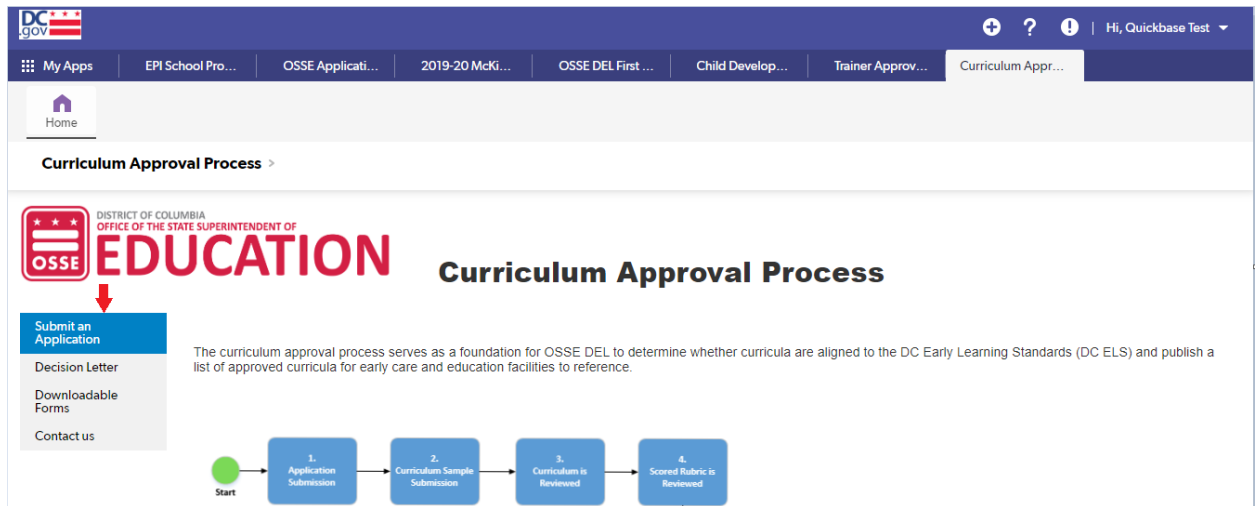 DC
.gov
? ! | Hi, Quickbase Test
My Apps
EPI School Pro...
OSSE Applicati...
2019-20 McKi...
OSSE DEL First ...
Child Develop...
Trainer Approv...
Curriculum Appr...
Home
Curriculum Approval Process >
DISTRICT OF COLUMBIA
OFFICE OF THE STATE SUPERINTENDENT OF
OSSE
EDUCATION
Curriculum Approval Process
Submit an
Application
Decision Letter
Downloadable
Forms
Contact us
The curriculum approval process serves as a foundation for OSSE DEL to determine whether curricula are aligned to the DC Early Learning Standards (DC ELS) and publish a
list of approved curricula for early care and education facilities to reference.
Start
1.
Application
Submission
2.
Curriculum Sample
Submission
3.
Curriculum is
Reviewed
4.
Scored Rubric is
Reviewed